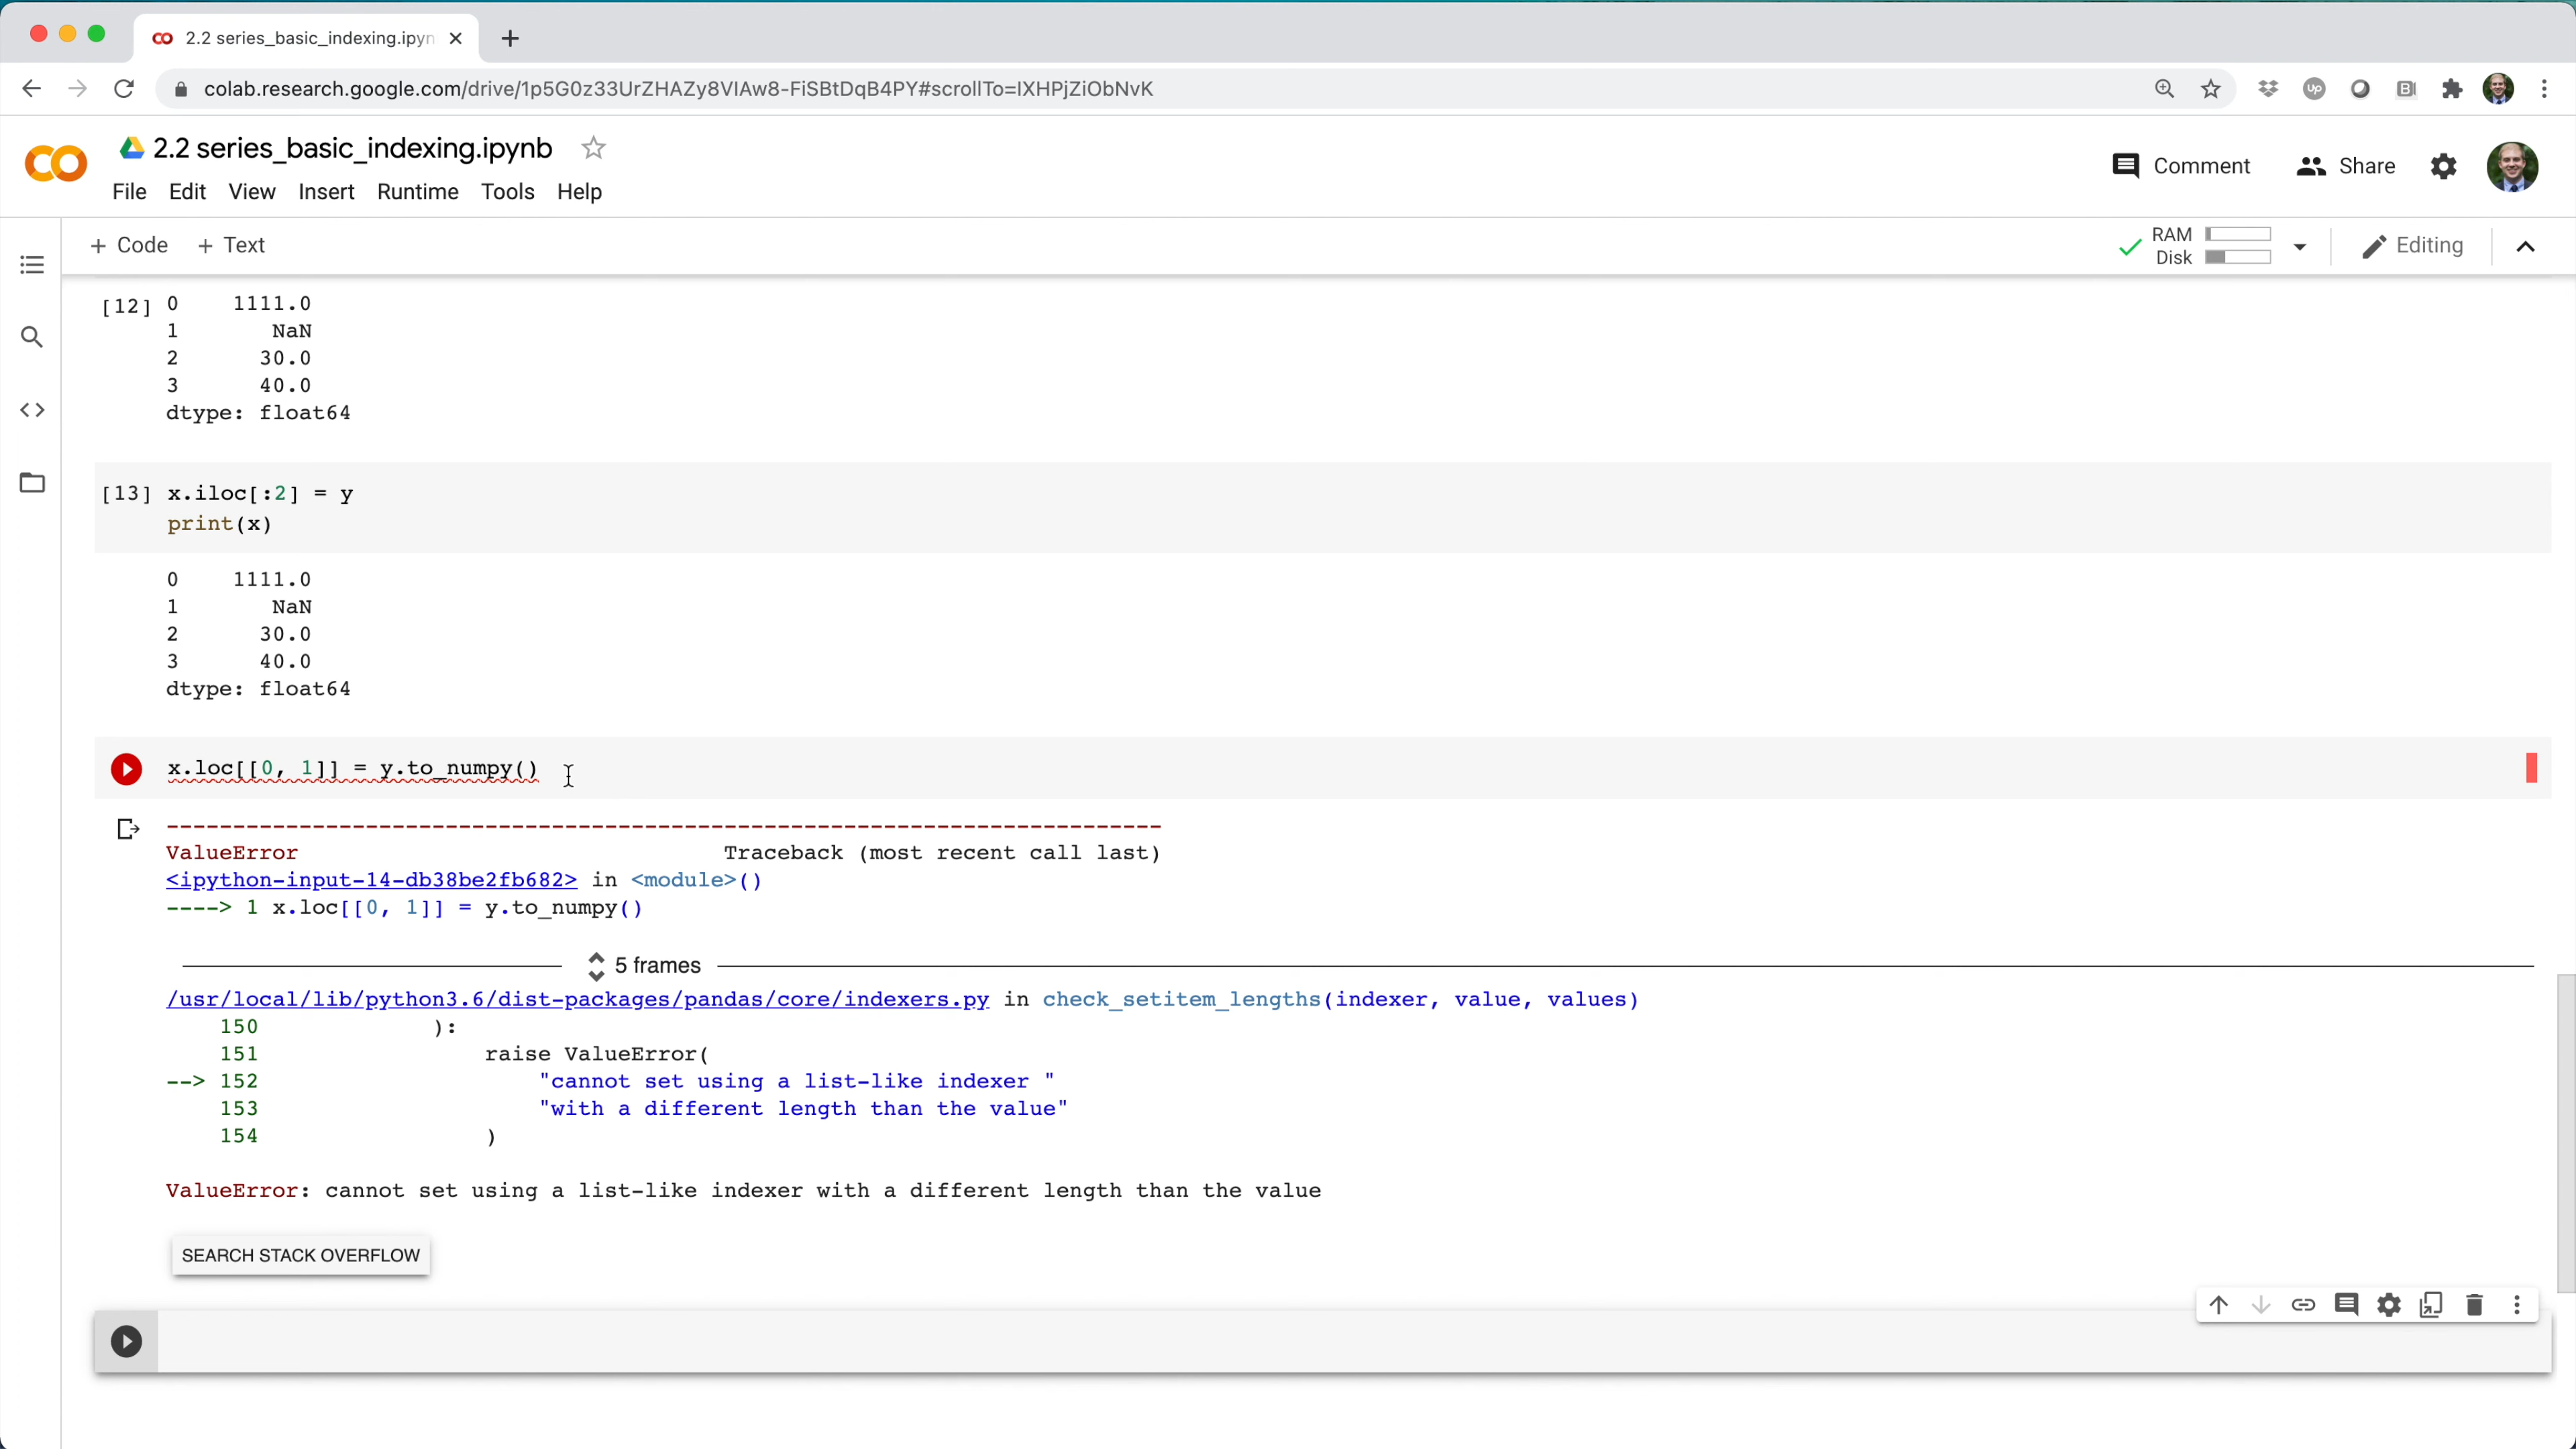 2.2 series_basic_indexing.ipyn
colab.research.google.com/drive/1p5G0z33UrZHAZy8VIAw8-FiSBtDqB4PY#scrollTo=IXHPjZiObNvK
2.2 series_basic_indexing.ipynb
Comment Share
File Edit View Insert Runtime Tools Help
+ Code + Text
RAM
Disk
Editing
[12] 0 1111.0
1 NaN
2 30.0
3 40.0
dtype: float64
[13] x.iloc[:2] = y
print(x)
0 1111.0
1 NaN
2 30.0
3 40.0
dtype: float64
x.loc[[0, 1]] = y.to_numpy()
---------------------------------------------------------------------------
ValueError Traceback (most recent call last)
<ipython-input-14-db38be2fb682> in <module>()
----> 1 x.loc[[0, 1]] = y.to_numpy()
5 frames
/usr/local/lib/python3.6/dist-packages/pandas/core/indexers.py in check_setitem_lengths(indexer, value, values)
150 ):
151 raise ValueError(
--> 152 "cannot set using a list-like indexer "
153 "with a different length than the value"
154 )
ValueError: cannot set using a list-like indexer with a different length than the value
SEARCH STACK OVERFLOW